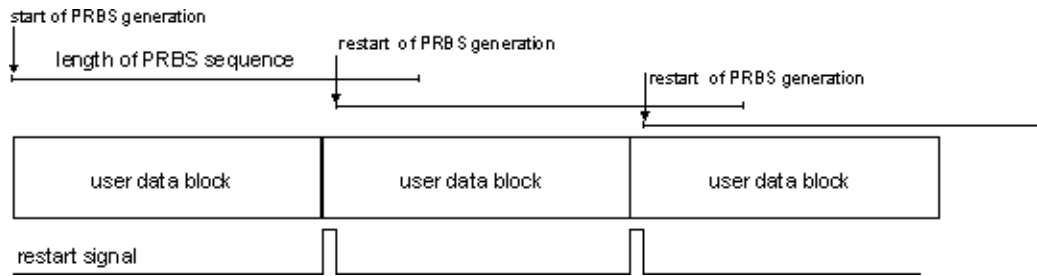 start of PRBS generation
restart of PRBS generation
length of PRBS sequence
restart of PRBS generation
user data block
user data block
user data block
restart signal